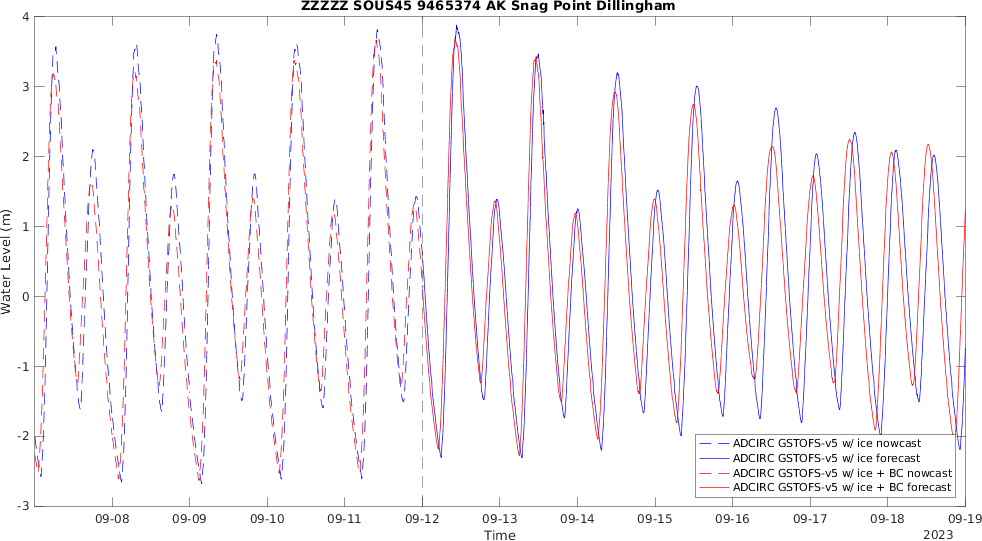 ZZZZZ SOUS45 9465374 AK Snag Point Dillingham
4
3
2
1
0
-1
-2
-3
Water Level (m)
ADCIRC GSTOFS-v5 w/ ice nowcast
ADCIRC GSTOFS-v5 w/ ice forecast
ADCIRC GSTOFS-v5 w/ ice + BC nowcast
ADCIRC GSTOFS-v5 w/ ice + BC forecast
09-08 09-09 09-10 09-11 09-12 09-13 09-14 09-15 09-16 09-17 09-18 09-19
Time
2023